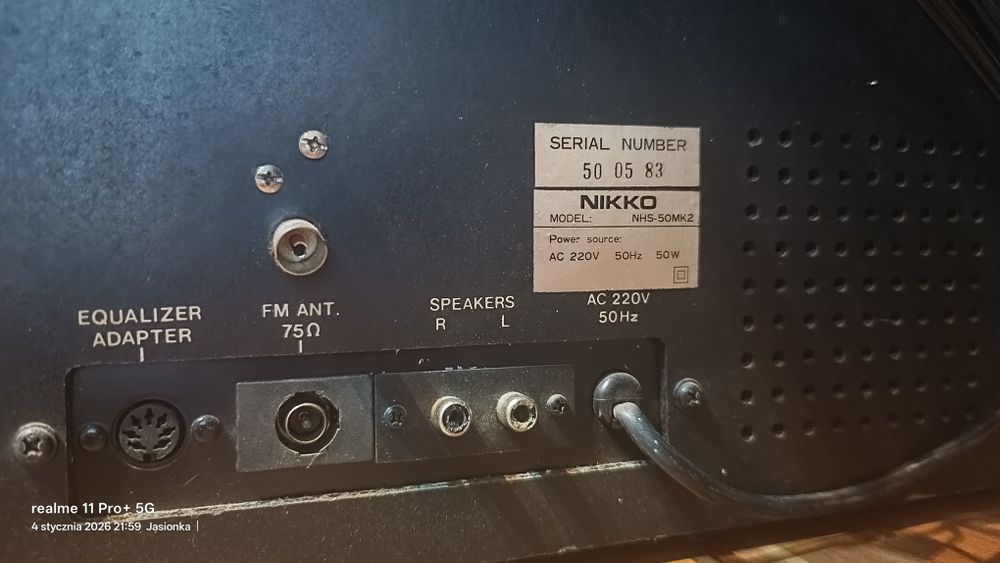 SERIAL NUMBER
50 05 83
NIKKO
MODEL: NHS-50MK2
Power source:
AC 220V 50Hz 50W
EQUALIZER
ADAPTER
FM ANT.
75Ω
SPEAKERS
R L
AC 220V
50Hz
realme 11 Pro+ 5G
4 stycznia 2026 21:59 Jasionka